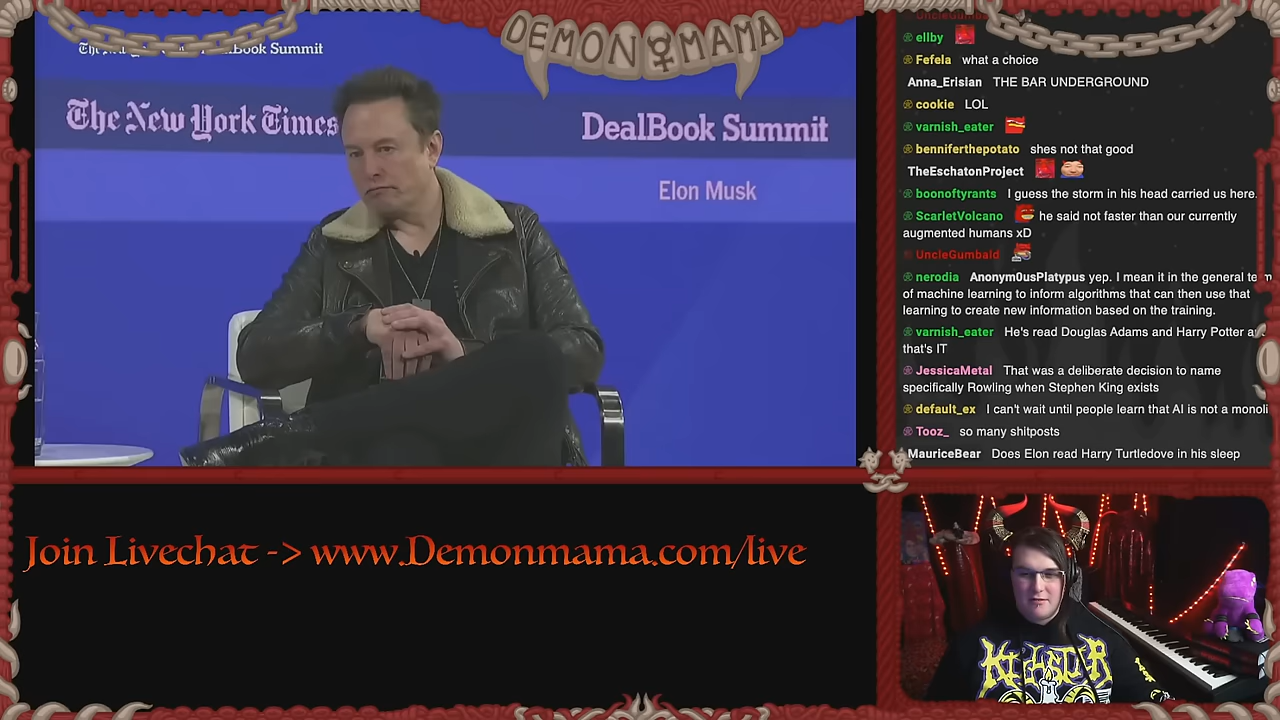 DealBook Summit
DEMON MAMA
The New York Times
DealBook Summit
Elon Musk
ellby
Fefela what a choice
Anna_Erisian THE BAR UNDERGROUND
cookie LOL
varnish_eater
benniferthepotato shes not that good
TheEschatonProject
boonoftyrants I guess the storm in his head carried us here.
ScarletVolcano he said not faster than our currently
augmented humans xD
UncleGumbald
nerodia Anonym0usPlatypus yep. I mean it in the general
of machine learning to inform algorithms that can then use that
learning to create new information based on the training.
varnish_eater He's read Douglas Adams and Harry Potter
that's IT
JessicaMetal That was a deliberate decision to name
specifically Rowling when Stephen King exists
default_ex I can't wait until people learn that AI is not a monoli
Tooz_ so many shitposts
MauriceBear Does Elon read Harry Turtledove in his sleep
Join Livechat -> www.Demonmama.com/live
KILLSTAR